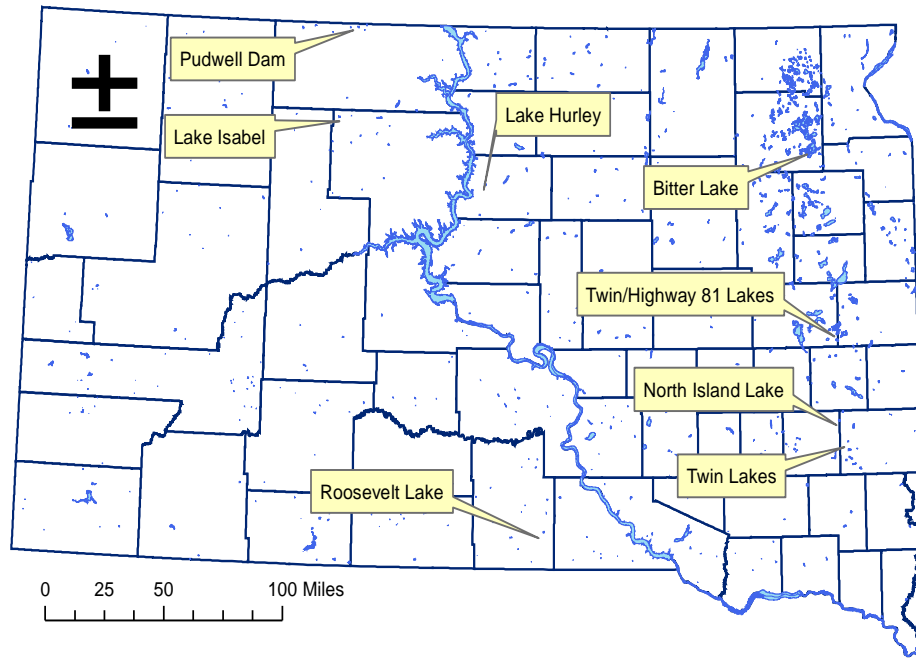 Pudwell Dam
Lake Hurley
Lake Isabel
Bitter Lake
Twin/Highway 81 Lakes
North Island Lake
Twin Lakes
Roosevelt Lake
0 25 50 100 Miles